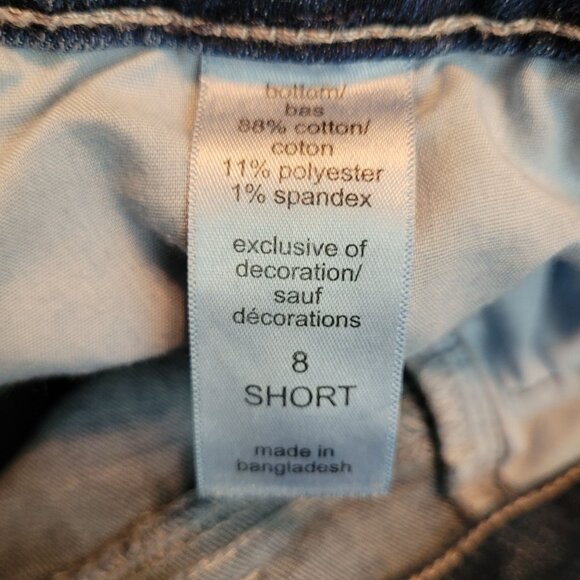 bottom/
bas
88% cotton/
coton
11% polyester
1% spandex
exclusive of
decoration/
sauf
décorations
8
SHORT
made in
bangladesh